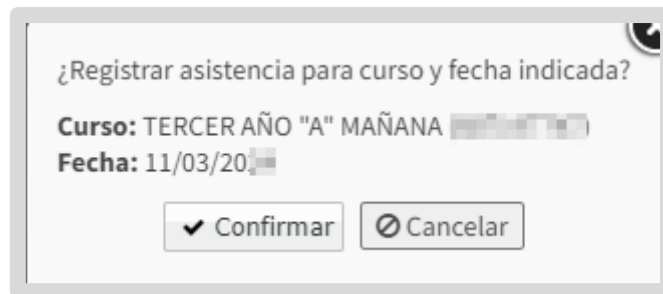 ¿Registrar asistencia para curso y fecha indicada?
Curso: TERCER AÑO "A" MAÑANA
Fecha: 11/03/20
Confirmar
Cancelar